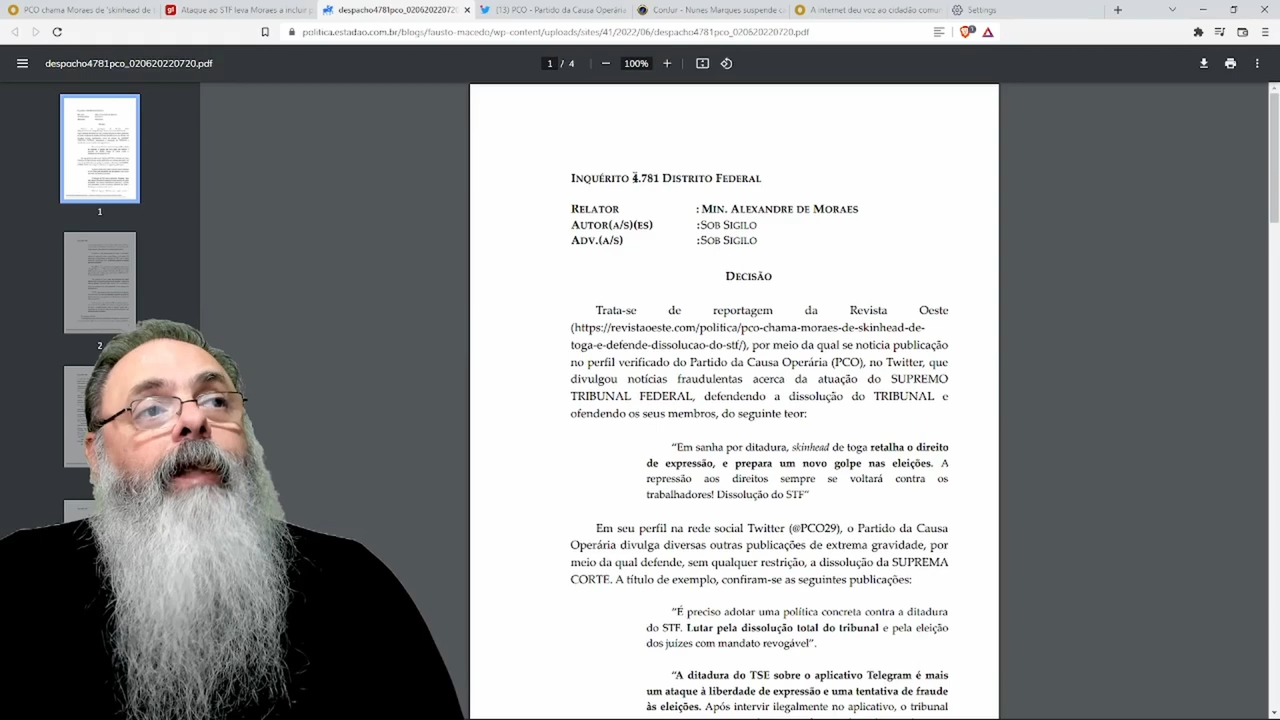 PCO chama Moraes de 'skinhead de
Ataque ao STF leva Moraes a incluir
despacho4781pco_020620220720.
(13) PCO - Partido da Causa Operária
ConJur - Nunes Marques suspende ca
A internet deu voz ao cidadão comum
Settings
politica.estadao.com.br/blogs/fausto-macedo/wp-content/uploads/sites/41/2022/06/despacho4781pco_020620220720.pdf
despacho4781pco_020620220720.pdf
1 / 4
100%
1
2
INQUÉRITO 4.781 DISTRITO FEDERAL
RELATOR : MIN. ALEXANDRE DE MORAES
AUTOR(A/S)(ES) :SOB SIGILO
ADV.(A/S) :SOB SIGILO
DECISÃO
Trata-se de reportagem da Revista Oeste
(https://revistaoeste.com/politica/pco-chama-moraes-de-skinhead-de-
toga-e-defende-dissolucao-do-stf/), por meio da qual se noticia publicação
no perfil verificado do Partido da Causa Operária (PCO), no Twitter, que
divulgou notícias fraudulentas acerca da atuação do SUPREMO
TRIBUNAL FEDERAL, defendendo a dissolução do TRIBUNAL e
ofendendo os seus membros, do seguinte teor:
"Em sanha por ditadura, skinhead de toga retalha o direito
de expressão, e prepara um novo golpe nas eleições. A
repressão aos direitos sempre se voltará contra os
trabalhadores! Dissolução do STF"
Em seu perfil na rede social Twitter (@PCO29), o Partido da Causa
Operária divulga diversas outras publicações de extrema gravidade, por
meio da qual defende, sem qualquer restrição, a dissolução da SUPREMA
CORTE. A título de exemplo, confiram-se as seguintes publicações:
"É preciso adotar uma política concreta contra a ditadura
do STF. Lutar pela dissolução total do tribunal e pela eleição
dos juízes com mandato revogável".
"A ditadura do TSE sobre o aplicativo Telegram é mais
um ataque à liberdade de expressão e uma tentativa de fraude
às eleições. Após intervir ilegalmente no aplicativo, o tribunal